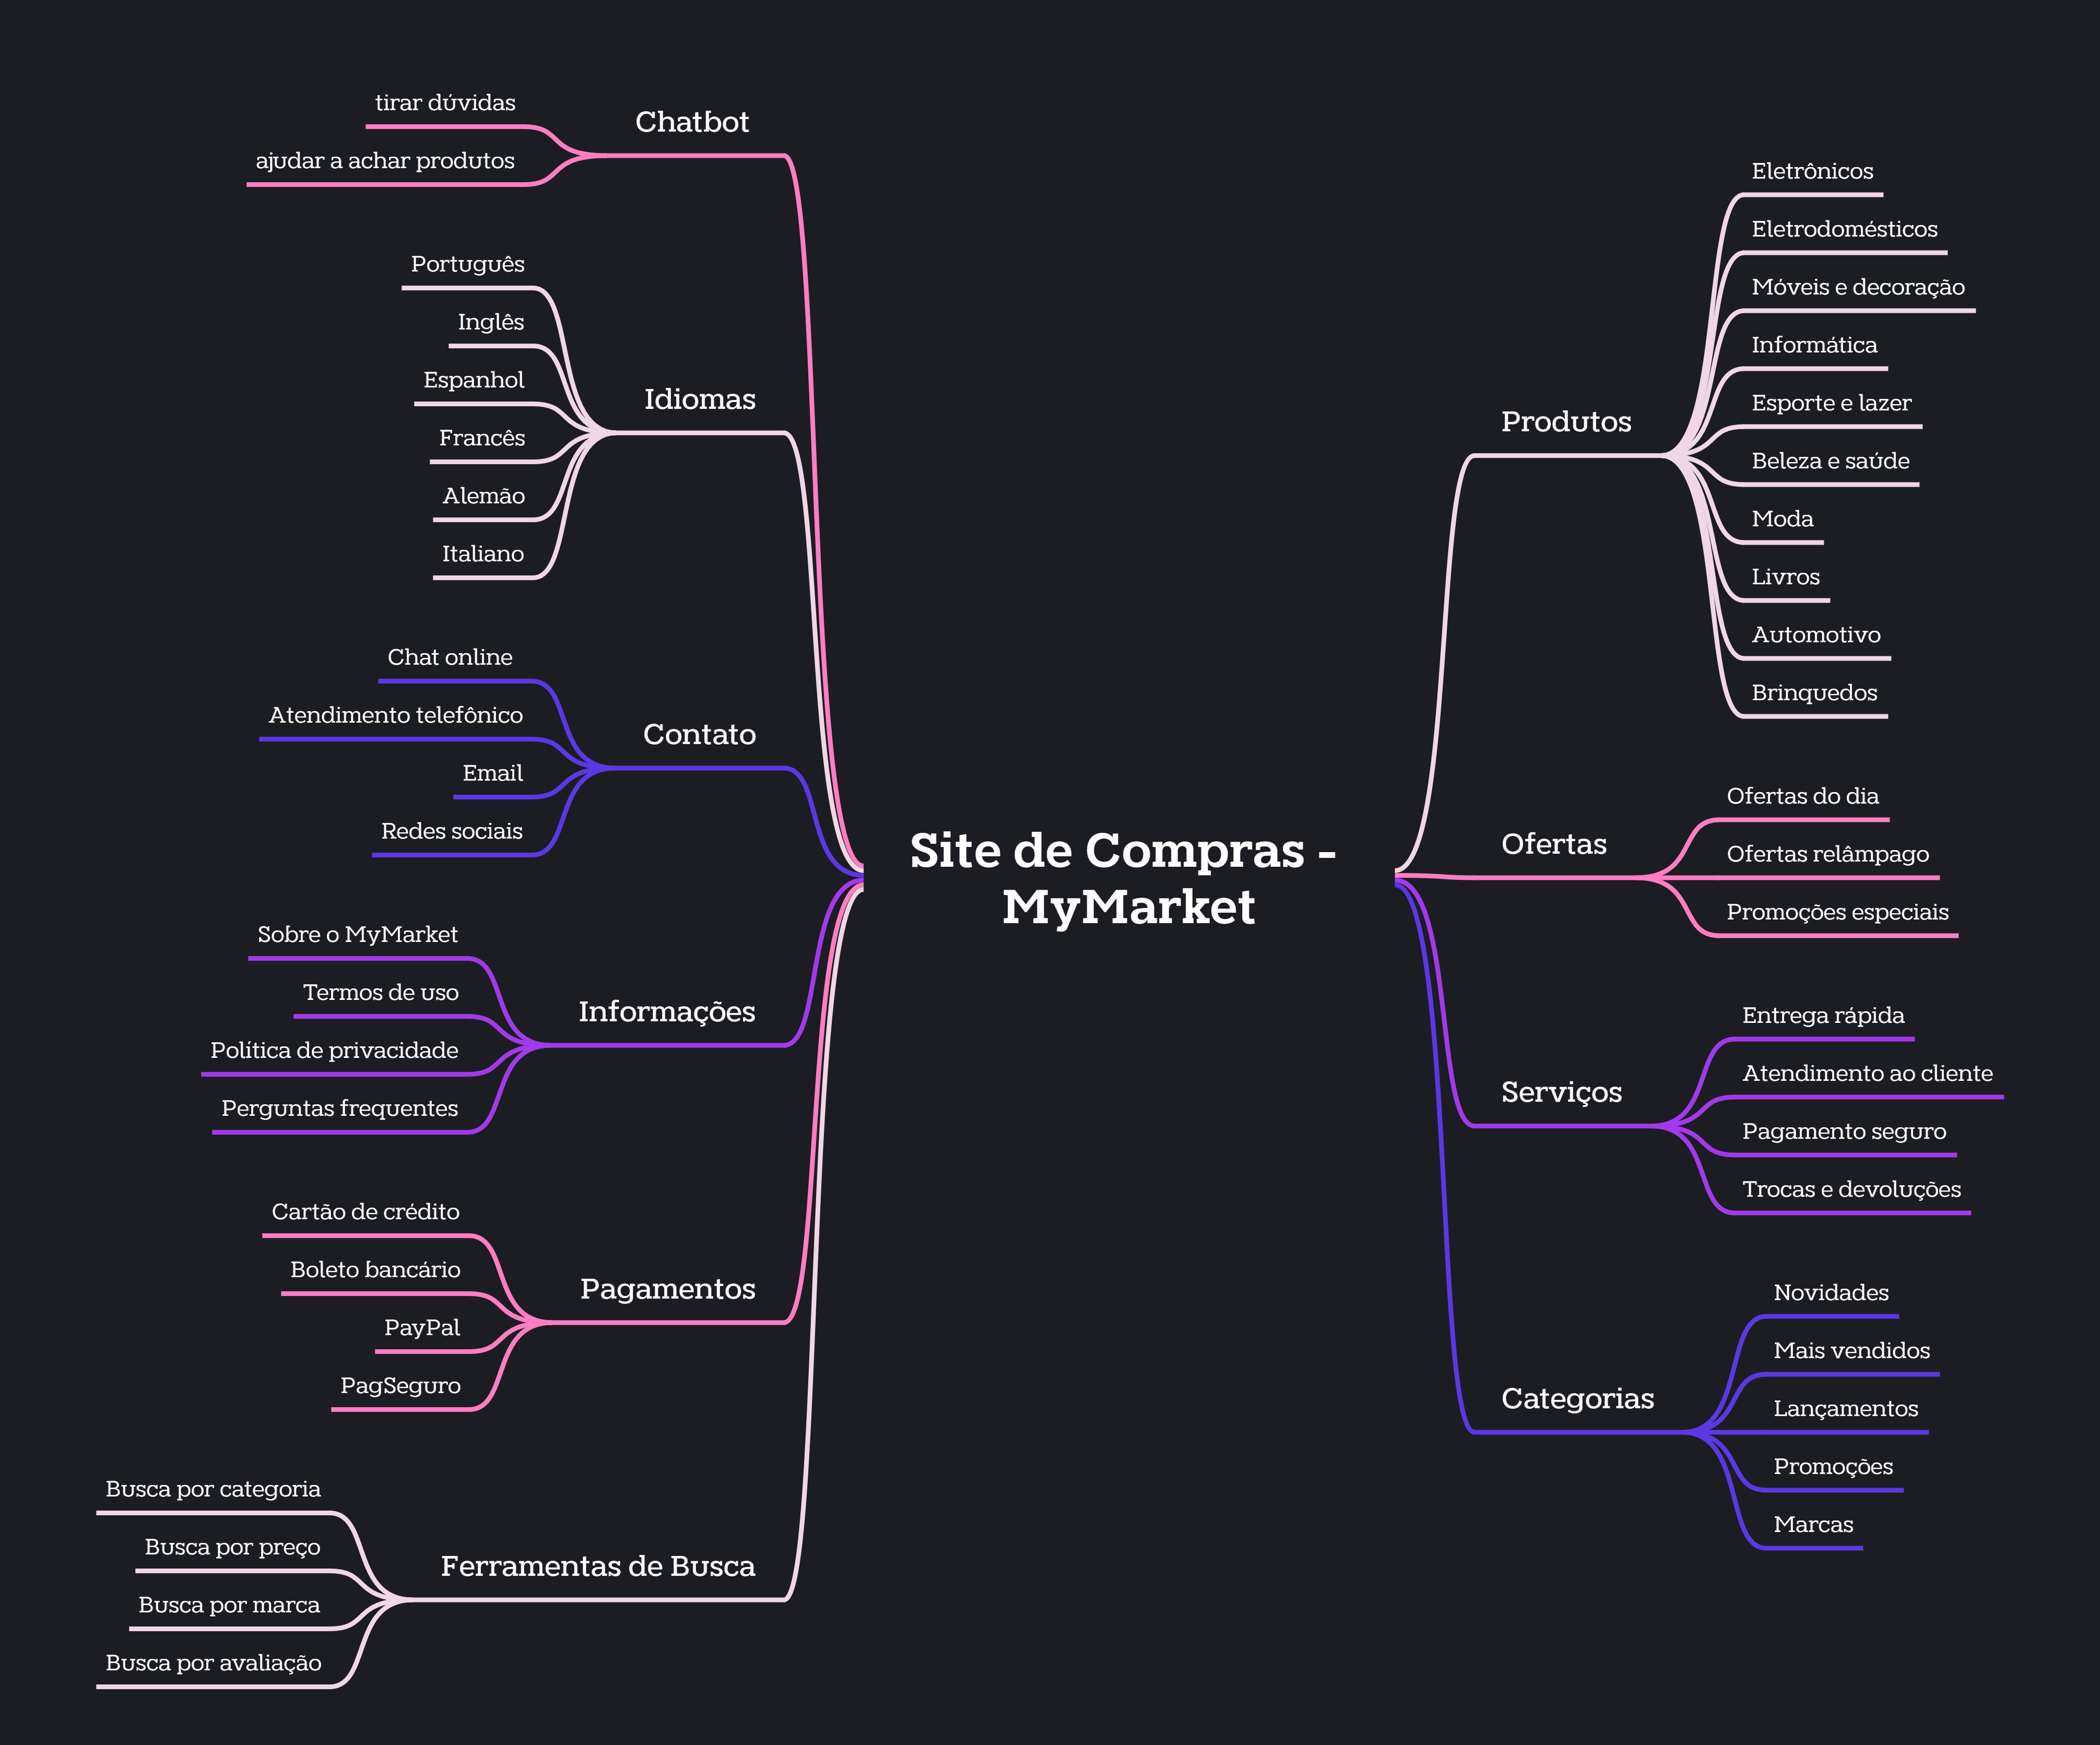 Site de Compras -
MyMarket
Chatbot
tirar dúvidas
ajudar a achar produtos
Idiomas
Português
Inglês
Espanhol
Francês
Alemão
Italiano
Contato
Chat online
Atendimento telefônico
Email
Redes sociais
Informações
Sobre o MyMarket
Termos de uso
Política de privacidade
Perguntas frequentes
Pagamentos
Cartão de crédito
Boleto bancário
PayPal
PagSeguro
Ferramentas de Busca
Busca por categoria
Busca por preço
Busca por marca
Busca por avaliação
Produtos
Eletrônicos
Eletrodomésticos
Móveis e decoração
Informática
Esporte e lazer
Beleza e saúde
Moda
Livros
Automotivo
Brinquedos
Ofertas
Ofertas do dia
Ofertas relâmpago
Promoções especiais
Serviços
Entrega rápida
Atendimento ao cliente
Pagamento seguro
Trocas e devoluções
Categorias
Novidades
Mais vendidos
Lançamentos
Promoções
Marcas